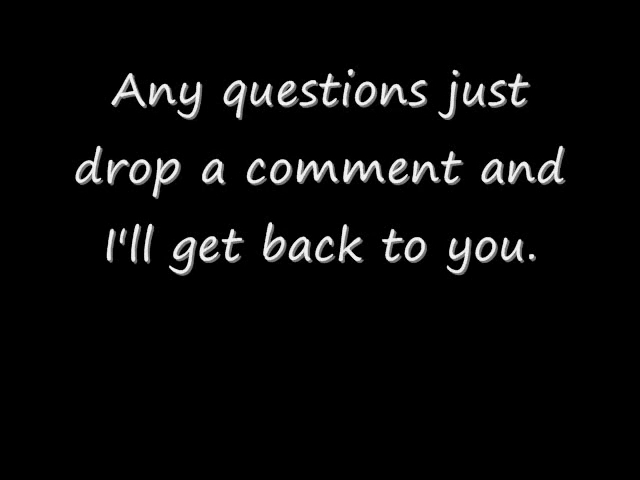 Any questions just
drop a comment and
I'll get back to you.